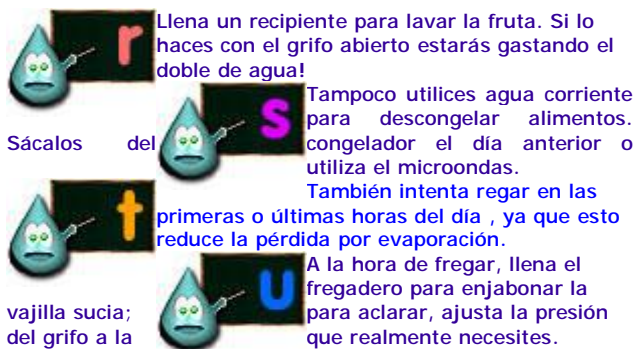 r
Llena un recipiente para lavar la fruta. Si lo
haces con el grifo abierto estarás gastando el
doble de agua!
s
Tampoco utilices agua corriente
para descongelar alimentos.
Sácalos del congelador el día anterior o
utiliza el microondas.
t
También intenta regar en las
primeras o últimas horas del día , ya que esto
reduce la pérdida por evaporación.
u
A la hora de fregar, llena el
fregadero para enjabonar la
vajilla sucia; para aclarar, ajusta la presión
del grifo a la que realmente necesites.